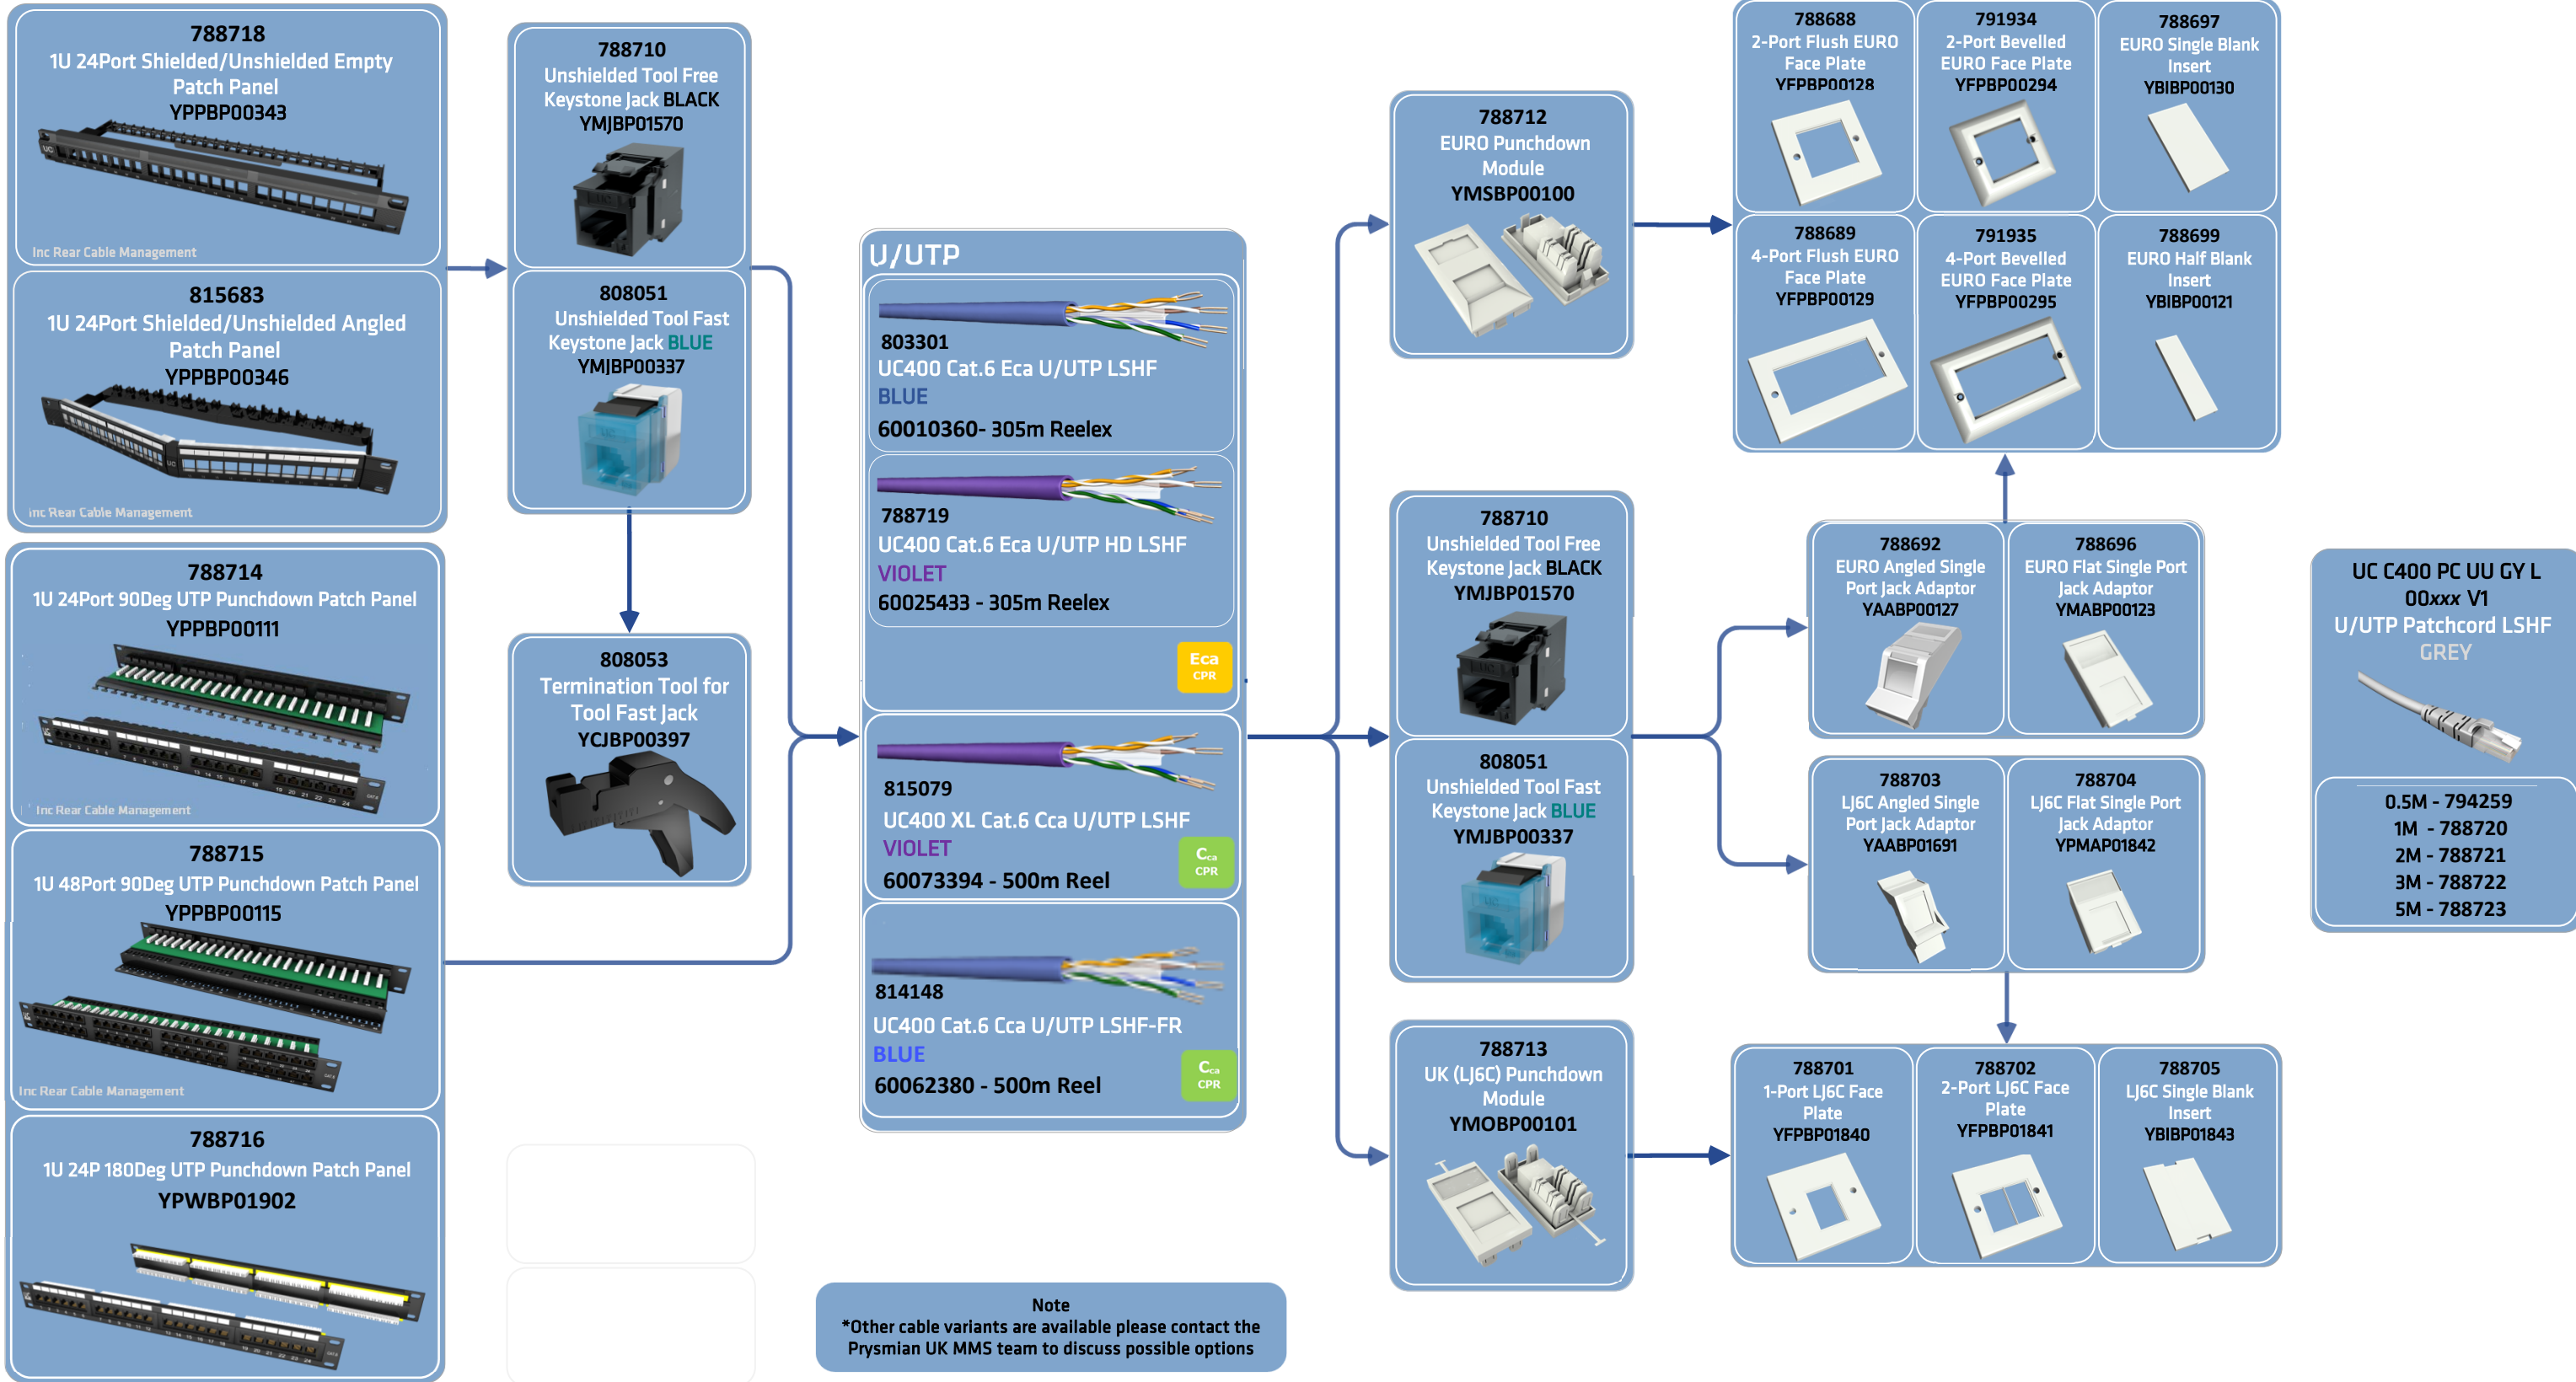 788718
1U 24Port Shielded/Unshielded Empty
Patch Panel
YPPBP00343
Inc Rear Cable Management
815683
1U 24Port Shielded/Unshielded Angled
Patch Panel
YPPBP00346
Inc Rear Cable Management
788714
1U 24Port 90Deg UTP Punchdown Patch Panel
YPPBP00111
Inc Rear Cable Management
788715
1U 48Port 90Deg UTP Punchdown Patch Panel
YPPBP00115
Inc Rear Cable Management
788716
1U 24P 180Deg UTP Punchdown Patch Panel
YPWBP01902
788710
Unshielded Tool Free
Keystone Jack BLACK
YMJBP01570
808051
Unshielded Tool Fast
Keystone Jack BLUE
YMJBP00337
808053
Termination Tool for
Tool Fast Jack
YCJBP00397
U/UTP
803301
UC400 Cat.6 Eca U/UTP LSHF
BLUE
60010360- 305m Reelex
788719
UC400 Cat.6 Eca U/UTP HD LSHF
VIOLET
60025433 - 305m Reelex
Eca
CPR
815079
UC400 XL Cat.6 Cca U/UTP LSHF
VIOLET
60073394 - 500m Reel
Cca
CPR
814148
UC400 Cat.6 Cca U/UTP LSHF-FR
BLUE
60062380 - 500m Reel
Cca
CPR
Note
*Other cable variants are available please contact the
Prysmian UK MMS team to discuss possible options
788712
EURO Punchdown
Module
YMSBP00100
788710
Unshielded Tool Free
Keystone Jack BLACK
YMJBP01570
808051
Unshielded Tool Fast
Keystone Jack BLUE
YMJBP00337
788713
UK (LJ6C) Punchdown
Module
YMOBP00101
788688
2-Port Flush EURO
Face Plate
YFPBP00128
791934
2-Port Bevelled
EURO Face Plate
YFPBP00294
788697
EURO Single Blank
Insert
YBIBP00130
788689
4-Port Flush EURO
Face Plate
YFPBP00129
791935
4-Port Bevelled
EURO Face Plate
YFPBP00295
788699
EURO Half Blank
Insert
YBIBP00121
788692
EURO Angled Single
Port Jack Adaptor
YAABP00127
788696
EURO Flat Single Port
Jack Adaptor
YMABP00123
788703
LJ6C Angled Single
Port Jack Adaptor
YAABP01691
788704
LJ6C Flat Single Port
Jack Adaptor
YPMAP01842
788701
1-Port LJ6C Face
Plate
YFPBP01840
788702
2-Port LJ6C Face
Plate
YFPBP01841
788705
LJ6C Single Blank
Insert
YBIBP01843
UC C400 PC UU GY L
00xxx V1
U/UTP Patchcord LSHF
GREY
0.5M - 794259
1M - 788720
2M - 788721
3M - 788722
5M - 788723